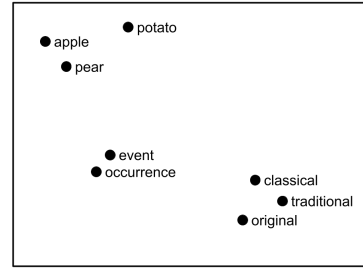 potato
apple
pear
event
occurrence
classical
traditional
original